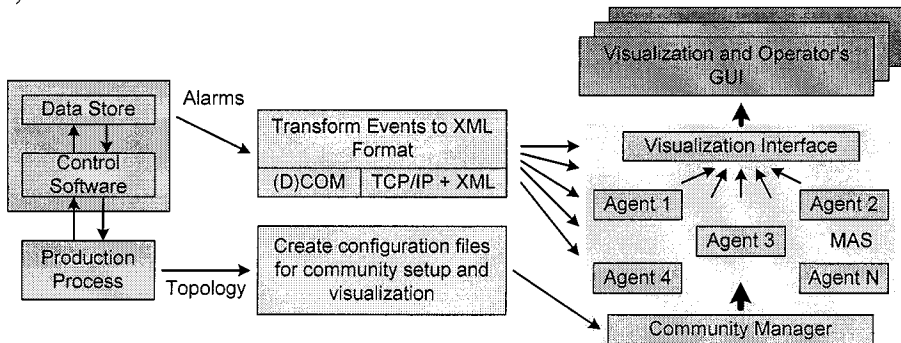 Visualization and Operator's
GUI
Data Store
Alarms
Transform Events to XML
Format
Visualization Interface
Control
Software
(D)COM
TCP/IP + XML
Agent 1
Agent 2
Agent 3
MAS
Production
Process
Create configuration files
for community setup and
visualization
Topology
Agent 4
Agent N
Community Manager